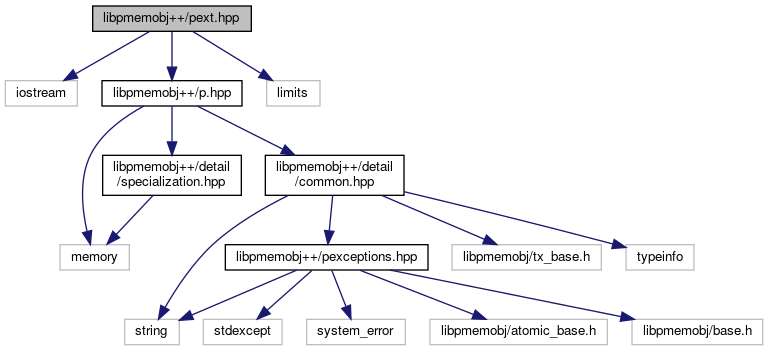 libpmemobj++/pext.hpp
iostream
libpmemobj++/p.hpp
limits
libpmemobj++/detail
/specialization.hpp
libpmemobj++/detail
/common.hpp
memory
libpmemobj++/pexceptions.hpp
libpmemobj/tx_base.h
typeinfo
string
stdexcept
system_error
libpmemobj/atomic_base.h
libpmemobj/base.h